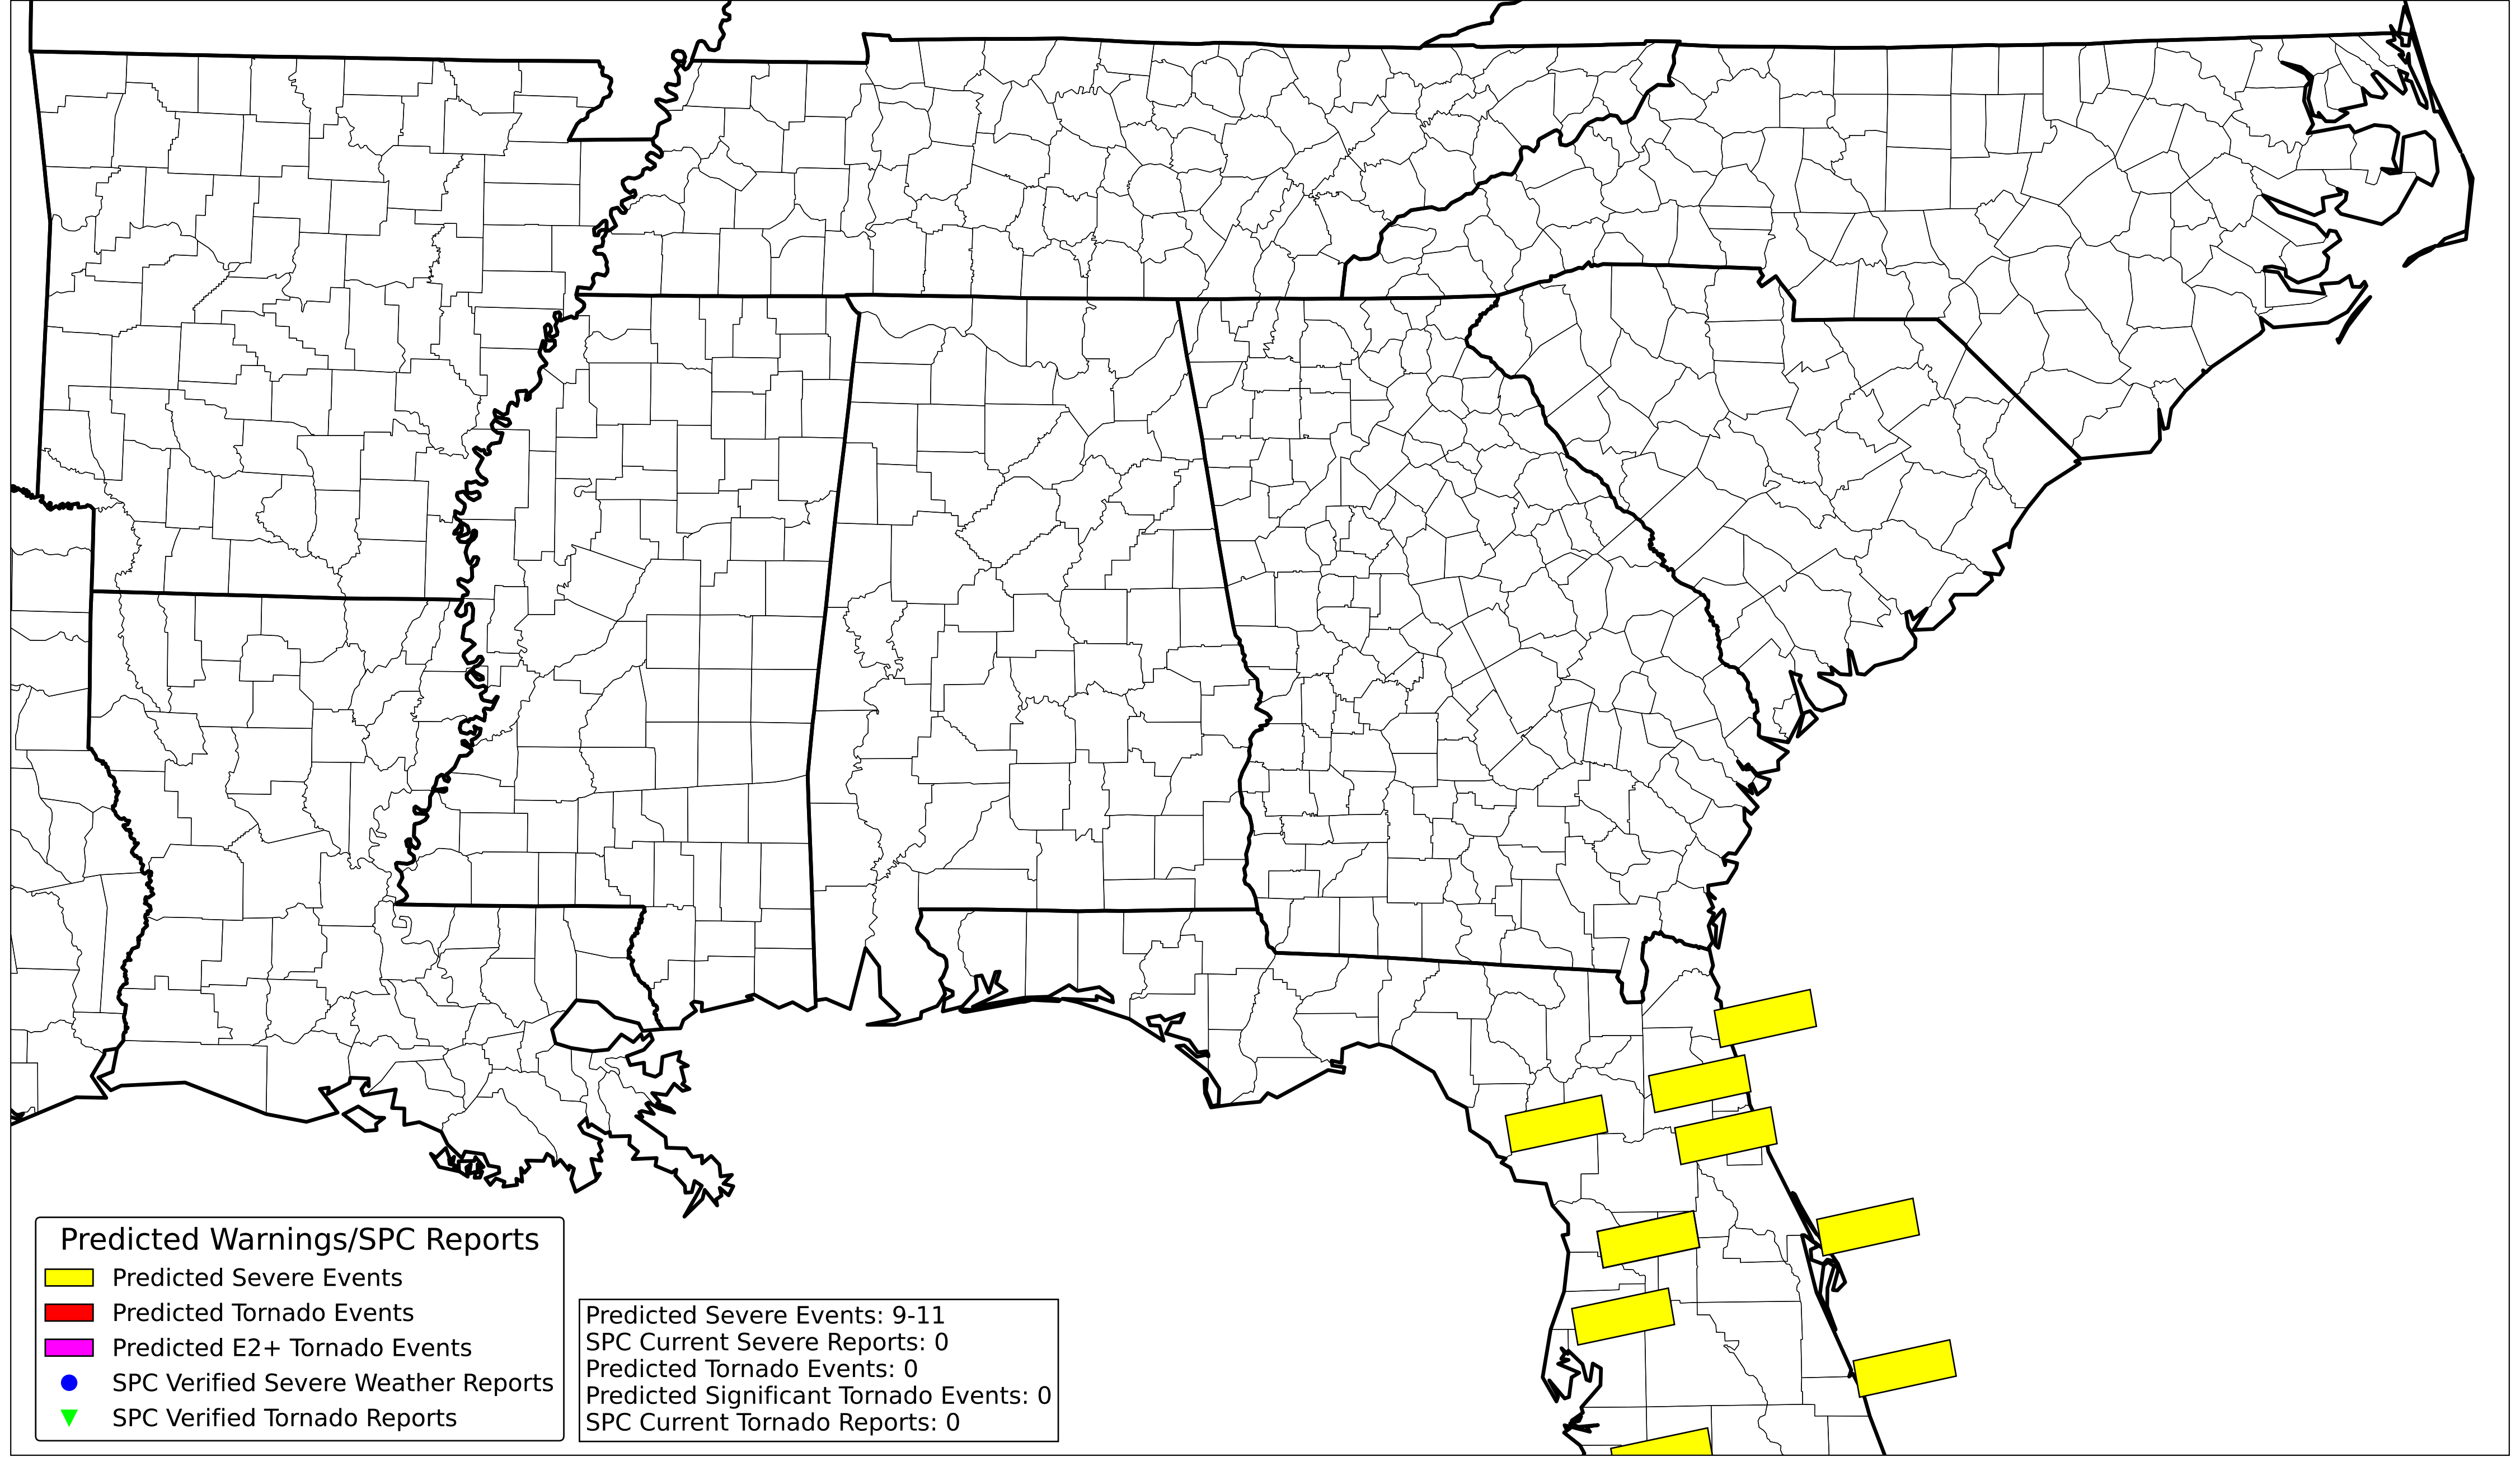 Predicted Warnings/SPC Reports
Predicted Severe Events
Predicted Tornado Events
Predicted E2+ Tornado Events
SPC Verified Severe Weather Reports
SPC Verified Tornado Reports
Predicted Severe Events: 9-11
SPC Current Severe Reports: 0
Predicted Tornado Events: 0
Predicted Significant Tornado Events: 0
SPC Current Tornado Reports: 0